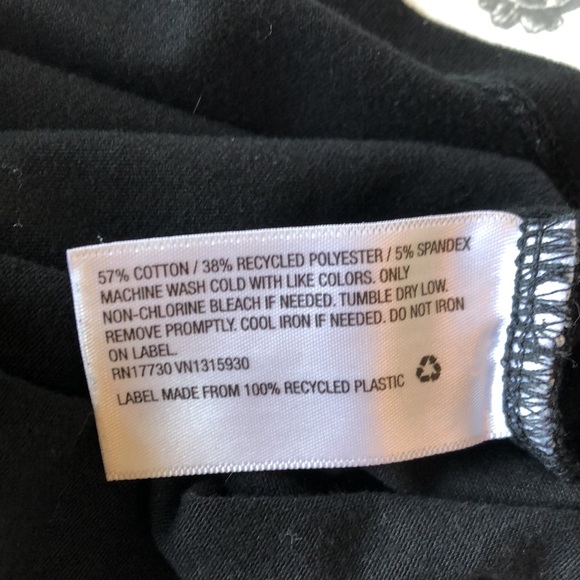 57% COTTON / 38% RECYCLED POLYESTER / 5% SPANDEX
MACHINE WASH COLD WITH LIKE COLORS. ONLY
NON-CHLORINE BLEACH IF NEEDED. TUMBLE DRY LOW.
REMOVE PROMPTLY. COOL IRON IF NEEDED. DO NOT IRON
ON LABEL.
RN17730 VN1315930
LABEL MADE FROM 100% RECYCLED PLASTIC